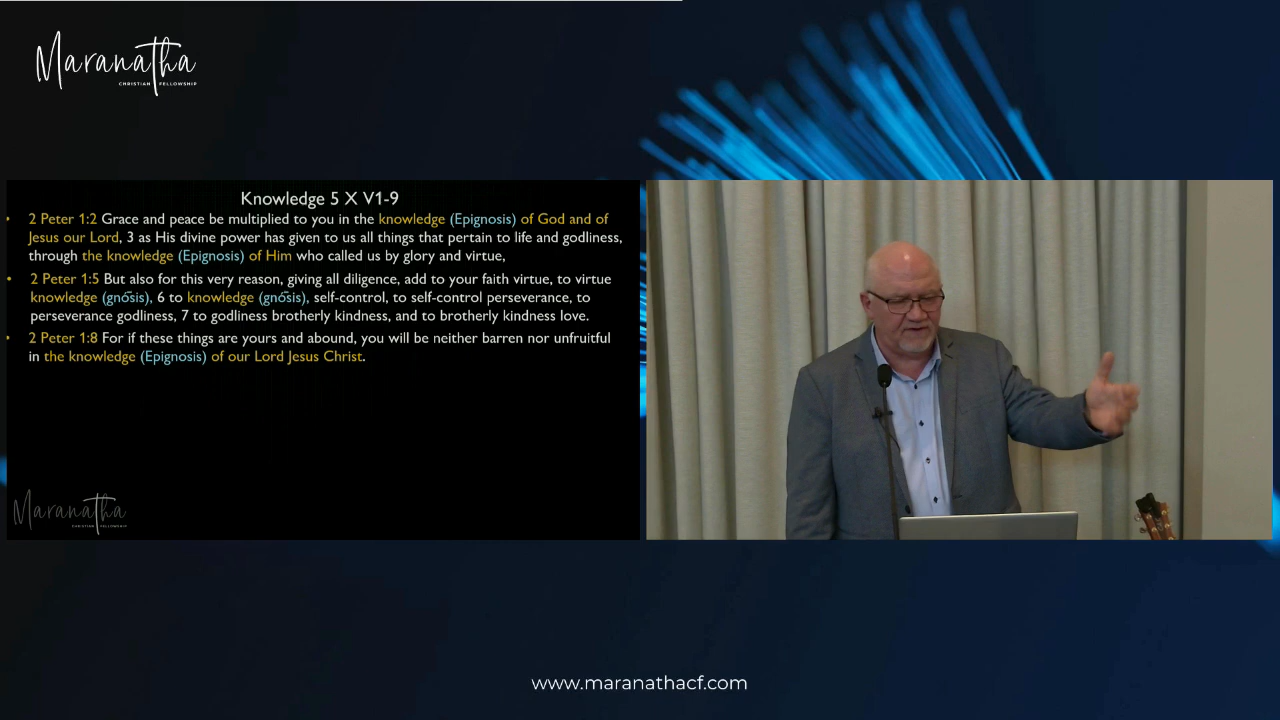 Maranatha
CHRISTIAN FELLOWSHIP
Knowledge 5 X V1-9
• 2 Peter 1:2 Grace and peace be multiplied to you in the knowledge (Epignosis) of God and of
Jesus our Lord, 3 as His divine power has given to us all things that pertain to life and godliness,
through the knowledge (Epignosis) of Him who called us by glory and virtue,
• 2 Peter 1:5 But also for this very reason, giving all diligence, add to your faith virtue, to virtue
knowledge (gnōsis), 6 to knowledge (gnōsis), self-control, to self-control perseverance, to
perseverance godliness, 7 to godliness brotherly kindness, and to brotherly kindness love.
• 2 Peter 1:8 For if these things are yours and abound, you will be neither barren nor unfruitful
in the knowledge (Epignosis) of our Lord Jesus Christ.
Maranatha
CHRISTIAN FELLOWSHIP
www.maranathacf.com